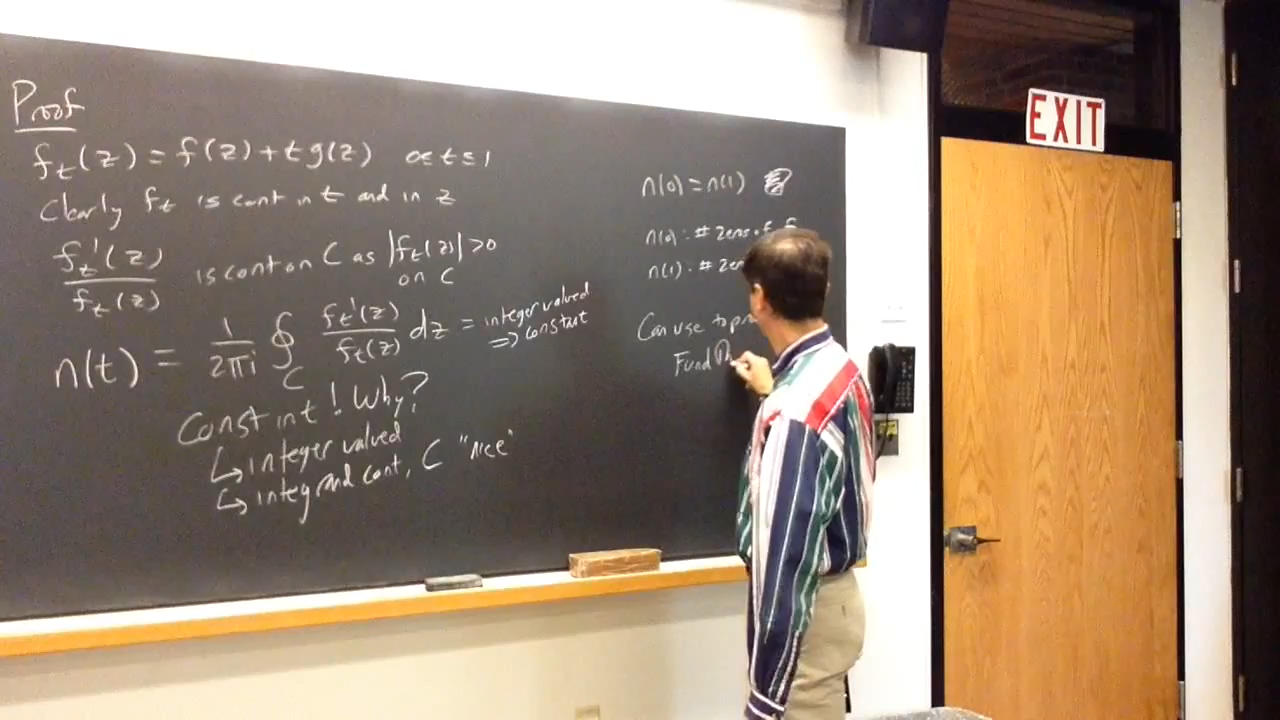 Proof
f_t(z) = f(z) + t g(z) 0≤t≤1
Clearly f_t is cont in t and in z
f_t'(z) / f_t(z) is cont on C as |f_t(z)| > 0
on C
n(t) = 1/2πi ∮_C f_t'(z)/f_t(z) dz = integer valued
⇒ constant
Const in t! Why?
↳ integer valued
↳ integrand cont, C "nice"
n(0) = n(1)
n(0): # zeros of f
n(1): #
Can use to
Fund
EXIT